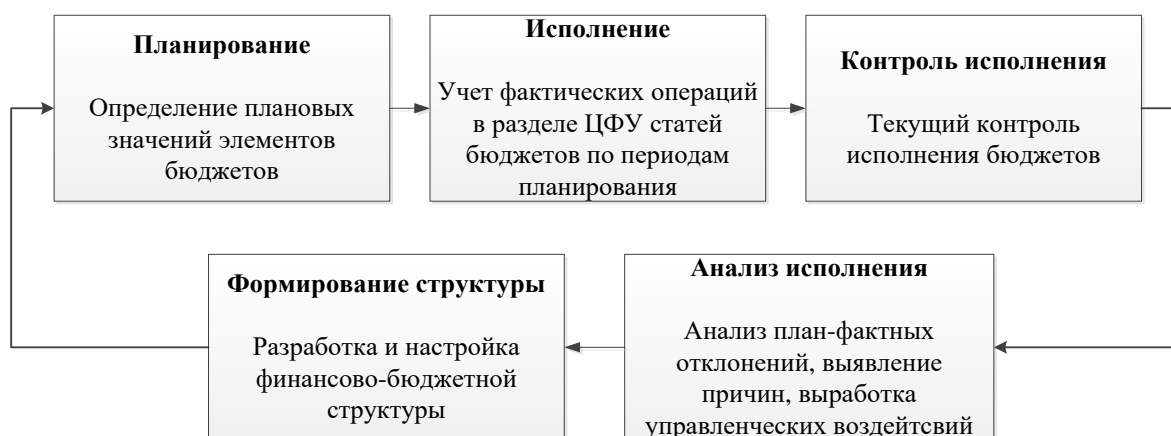 Планирование
Определение плановых
значений элементов
бюджетов
Исполнение
Учет фактических операций
в разделе ЦФУ статей
бюджетов по периодам
планирования
Контроль исполнения
Текущий контроль
исполнения бюджетов
Формирование структуры
Разработка и настройка
финансово-бюджетной
структуры
Анализ исполнения
Анализ план-фактных
отклонений, выявление
причин, выработка
управленческих воздейтсвий